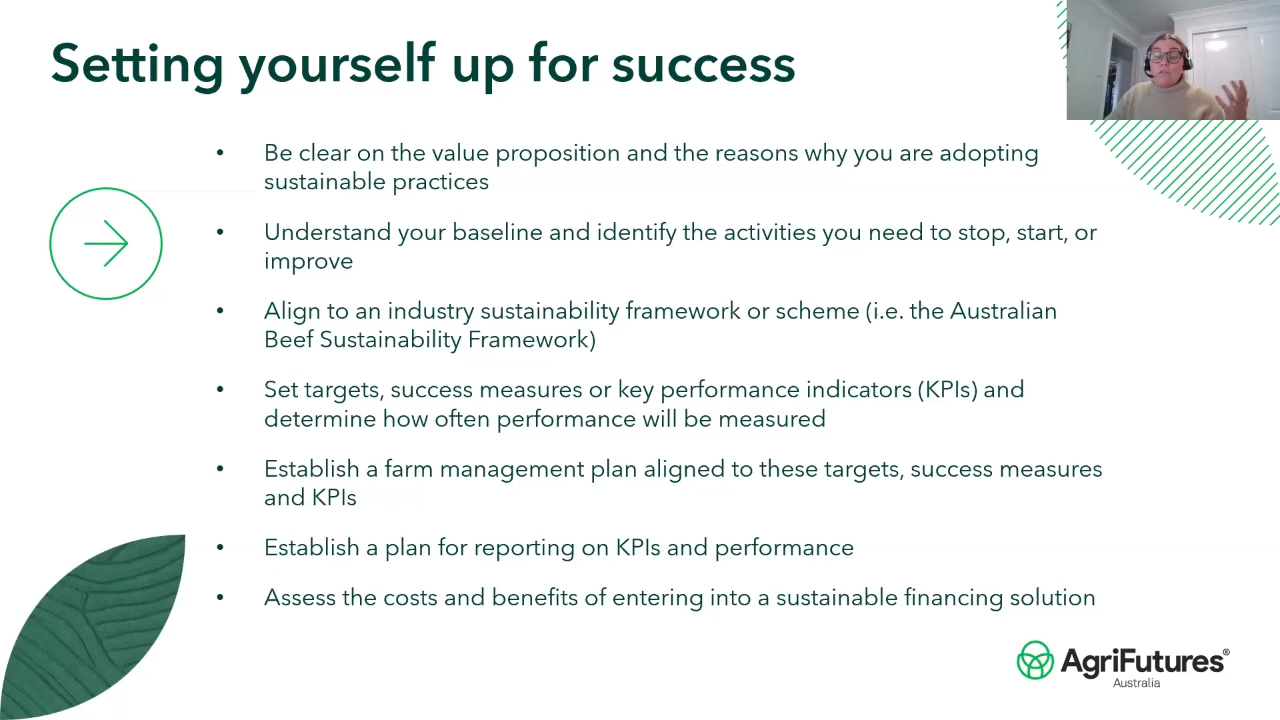 Setting yourself up for success
• Be clear on the value proposition and the reasons why you are adopting
sustainable practices
• Understand your baseline and identify the activities you need to stop, start, or
improve
• Align to an industry sustainability framework or scheme (i.e. the Australian
Beef Sustainability Framework)
• Set targets, success measures or key performance indicators (KPIs) and
determine how often performance will be measured
• Establish a farm management plan aligned to these targets, success measures
and KPIs
• Establish a plan for reporting on KPIs and performance
• Assess the costs and benefits of entering into a sustainable financing solution
AgriFutures®
Australia